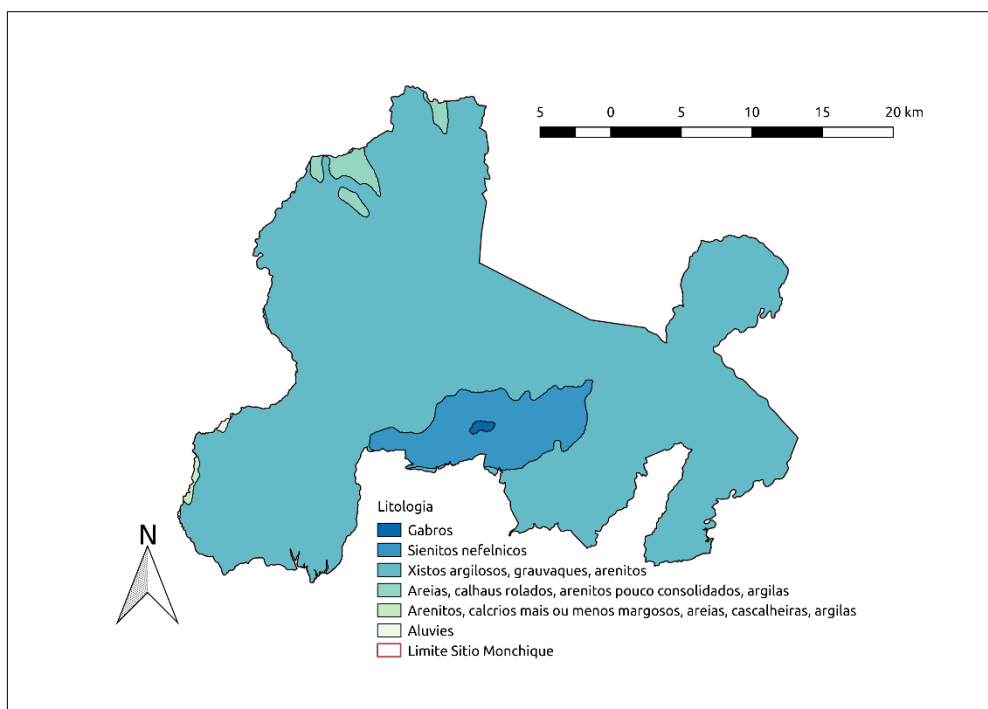 5 0 5 10 15 20 km
N
Litologia
Gabros
Sienitos nefelnicos
Xistos argilosos, grauvaques, arenitos
Areias, calhaus rolados, arenitos pouco consolidados, argilas
Arenitos, calcrios mais ou menos margosos, areias, cascalheiras, argilas
Aluvies
Limite Sitio Monchique